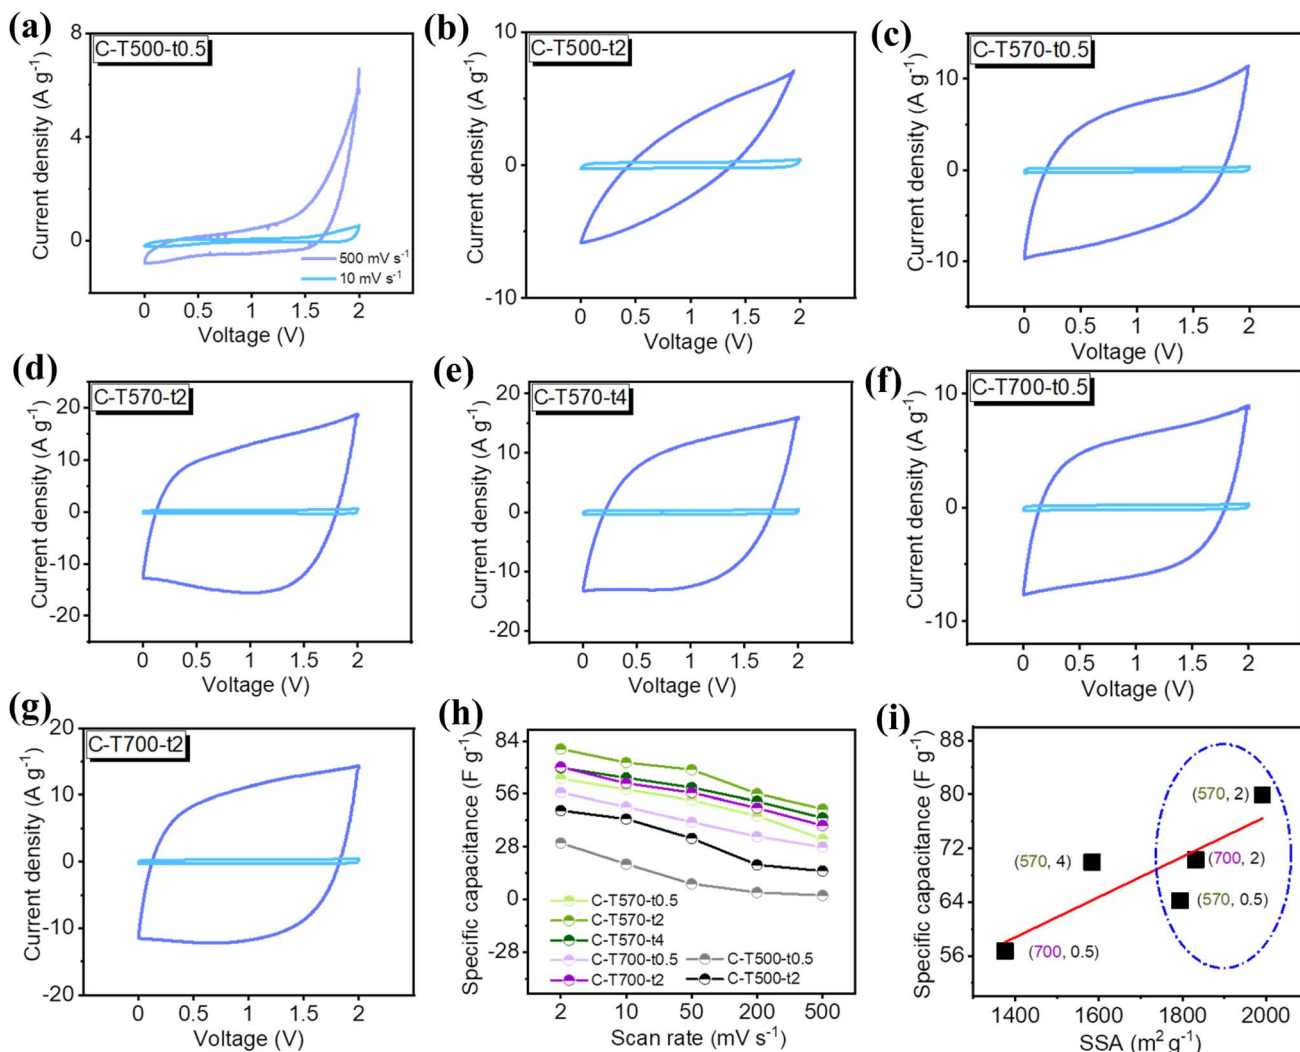 (a)
C-T500-t0.5
Current density (A g⁻¹)
8
4
0
500 mV s⁻¹
10 mV s⁻¹
0 0.5 1 1.5 2
Voltage (V)
(b)
C-T500-t2
Current density (A g⁻¹)
10
0
-10
0 0.5 1 1.5 2
Voltage (V)
(c)
C-T570-t0.5
Current density (A g⁻¹)
10
0
-10
0 0.5 1 1.5 2
Voltage (V)
(d)
C-T570-t2
Current density (A g⁻¹)
20
10
0
-10
-20
0 0.5 1 1.5 2
Voltage (V)
(e)
C-T570-t4
Current density (A g⁻¹)
20
10
0
-10
-20
0 0.5 1 1.5 2
Voltage (V)
(f)
C-T700-t0.5
Current density (A g⁻¹)
10
0
-10
0 0.5 1 1.5 2
Voltage (V)
(g)
C-T700-t2
Current density (A g⁻¹)
20
10
0
-10
-20
0 0.5 1 1.5 2
Voltage (V)
(h)
Specific capacitance (F g⁻¹)
84
56
28
0
-28
C-T570-t0.5
C-T570-t2
C-T570-t4
C-T700-t0.5
C-T700-t2
C-T500-t0.5
C-T500-t2
2 10 50 200 500
Scan rate (mV s⁻¹)
(i)
Specific capacitance (F g⁻¹)
88
80
72
64
56
(570, 2)
(570, 4)
(700, 2)
(570, 0.5)
(700, 0.5)
1400 1600 1800 2000
SSA (m² g⁻¹)